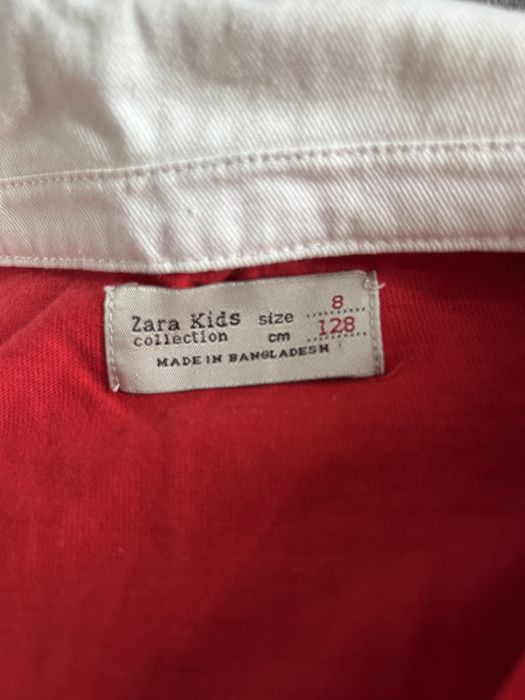 Zara Kids size 8
collection cm 128
MADE IN BANGLADESH